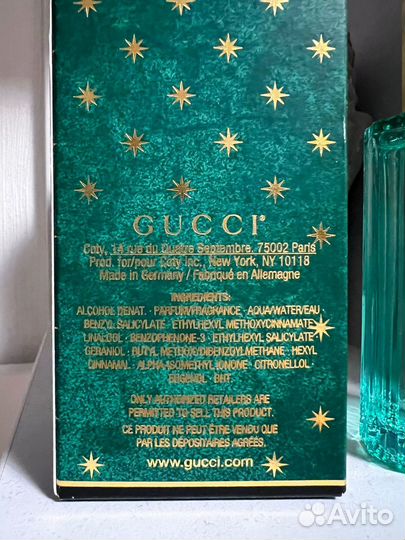 GUCCI®
Coty, 14 rue du Quatre Septembre, 75002 Paris
Prod. for/pour Coty Inc., New York, NY 10118
Made in Germany / Fabriqué en Allemagne
INGREDIENTS:
ALCOHOL DENAT. · PARFUM/FRAGRANCE · AQUA/WATER/EAU ·
BENZYL SALICYLATE · ETHYLHEXYL METHOXYCINNAMATE ·
LINALOOL · BENZOPHENONE-3 · ETHYLHEXYL SALICYLATE ·
GERANIOL · BUTYL METHOXYDIBENZOYLMETHANE · HEXYL
CINNAMAL · ALPHA-ISOMETHYL IONONE · CITRONELLOL ·
EUGENOL · BHT.
ONLY AUTHORIZED RETAILERS ARE
PERMITTED TO SELL THIS PRODUCT.
CE PRODUIT NE PEUT ÊTRE VENDU QUE
PAR LES DÉPOSITAIRES AGRÉÉS.
www.gucci.com
Avito